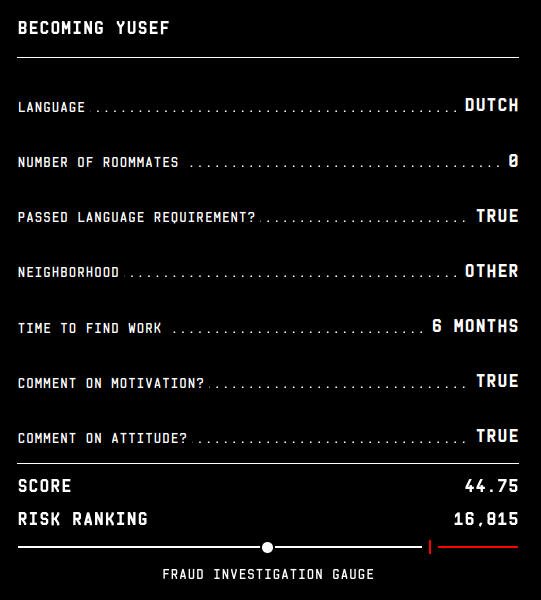 BECOMING YUSEF
LANGUAGE ........................................... DUTCH
NUMBER OF ROOMMATES ..................................... 0
PASSED LANGUAGE REQUIREMENT? ........................ TRUE
NEIGHBORHOOD ....................................... OTHER
TIME TO FIND WORK .............................. 6 MONTHS
COMMENT ON MOTIVATION? .............................. TRUE
COMMENT ON ATTITUDE? ................................ TRUE
SCORE 44.75
RISK RANKING 16,815
FRAUD INVESTIGATION GAUGE